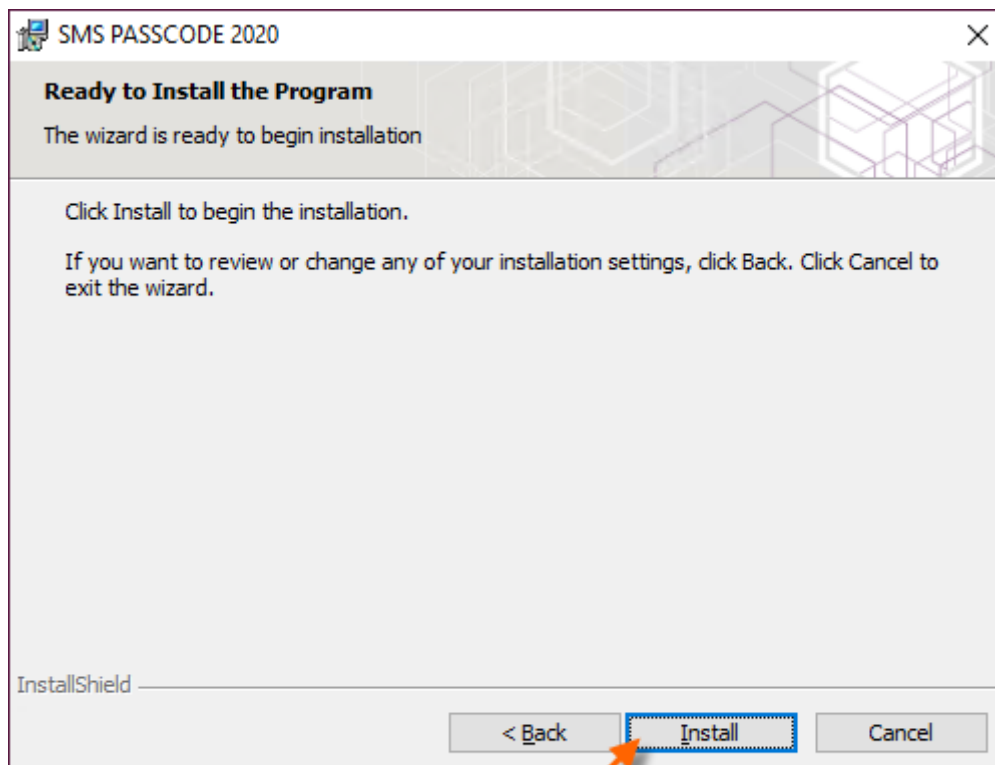 SMS PASSCODE 2020
Ready to Install the Program
The wizard is ready to begin installation
Click Install to begin the installation.
If you want to review or change any of your installation settings, click Back. Click Cancel to
exit the wizard.
InstallShield
< Back
Install
Cancel